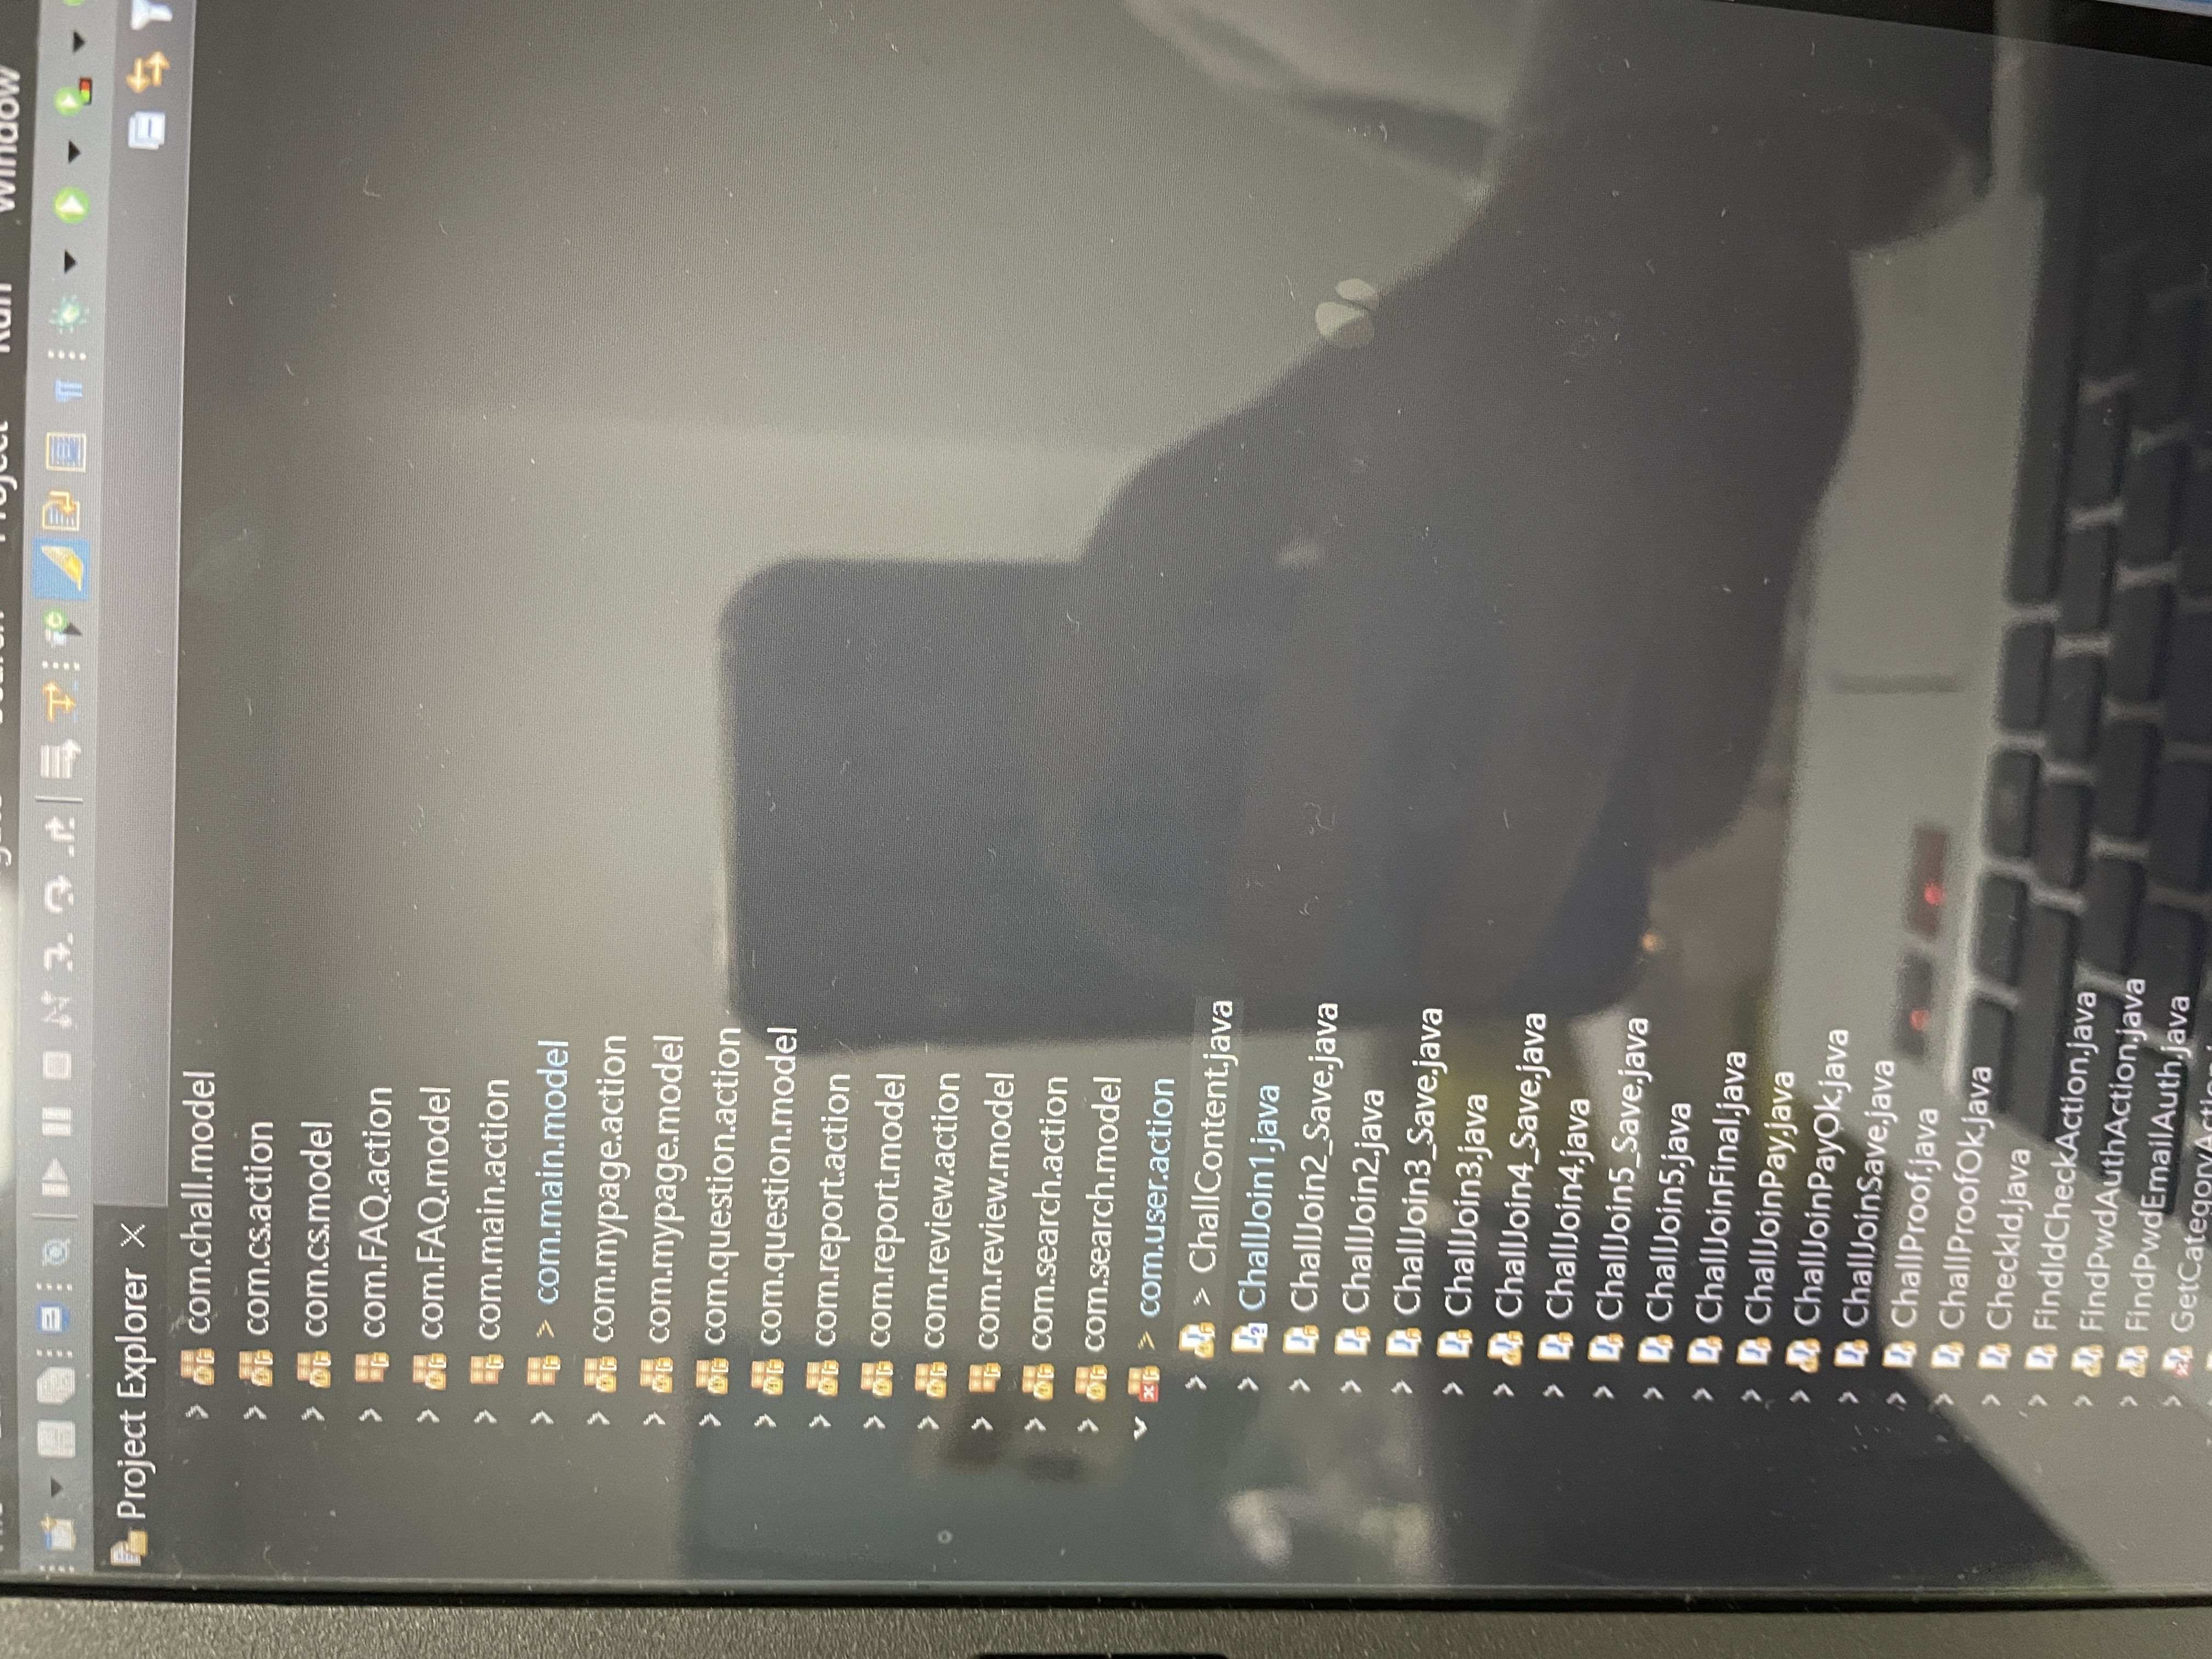 Search Project Run Window
Project Explorer
com.chall.model
com.cs.action
com.cs.model
com.FAQ.action
com.FAQ.model
com.main.action
> com.main.model
com.mypage.action
com.mypage.model
com.question.action
com.question.model
com.report.action
com.report.model
com.review.action
com.review.model
com.search.action
com.search.model
> com.user.action
> ChallContent.java
ChallJoin1.java
ChallJoin2_Save.java
ChallJoin2.java
ChallJoin3_Save.java
ChallJoin3.java
ChallJoin4_Save.java
ChallJoin4.java
ChallJoin5_Save.java
ChallJoin5.java
ChallJoinFinal.java
ChallJoinPay.java
ChallJoinPayOk.java
ChallJoinSave.java
ChallProof.java
ChallProofOk.java
CheckId.java
FindIdCheckAction.java
FindPwdAuthAction.java
FindPwdEmailAuth.java